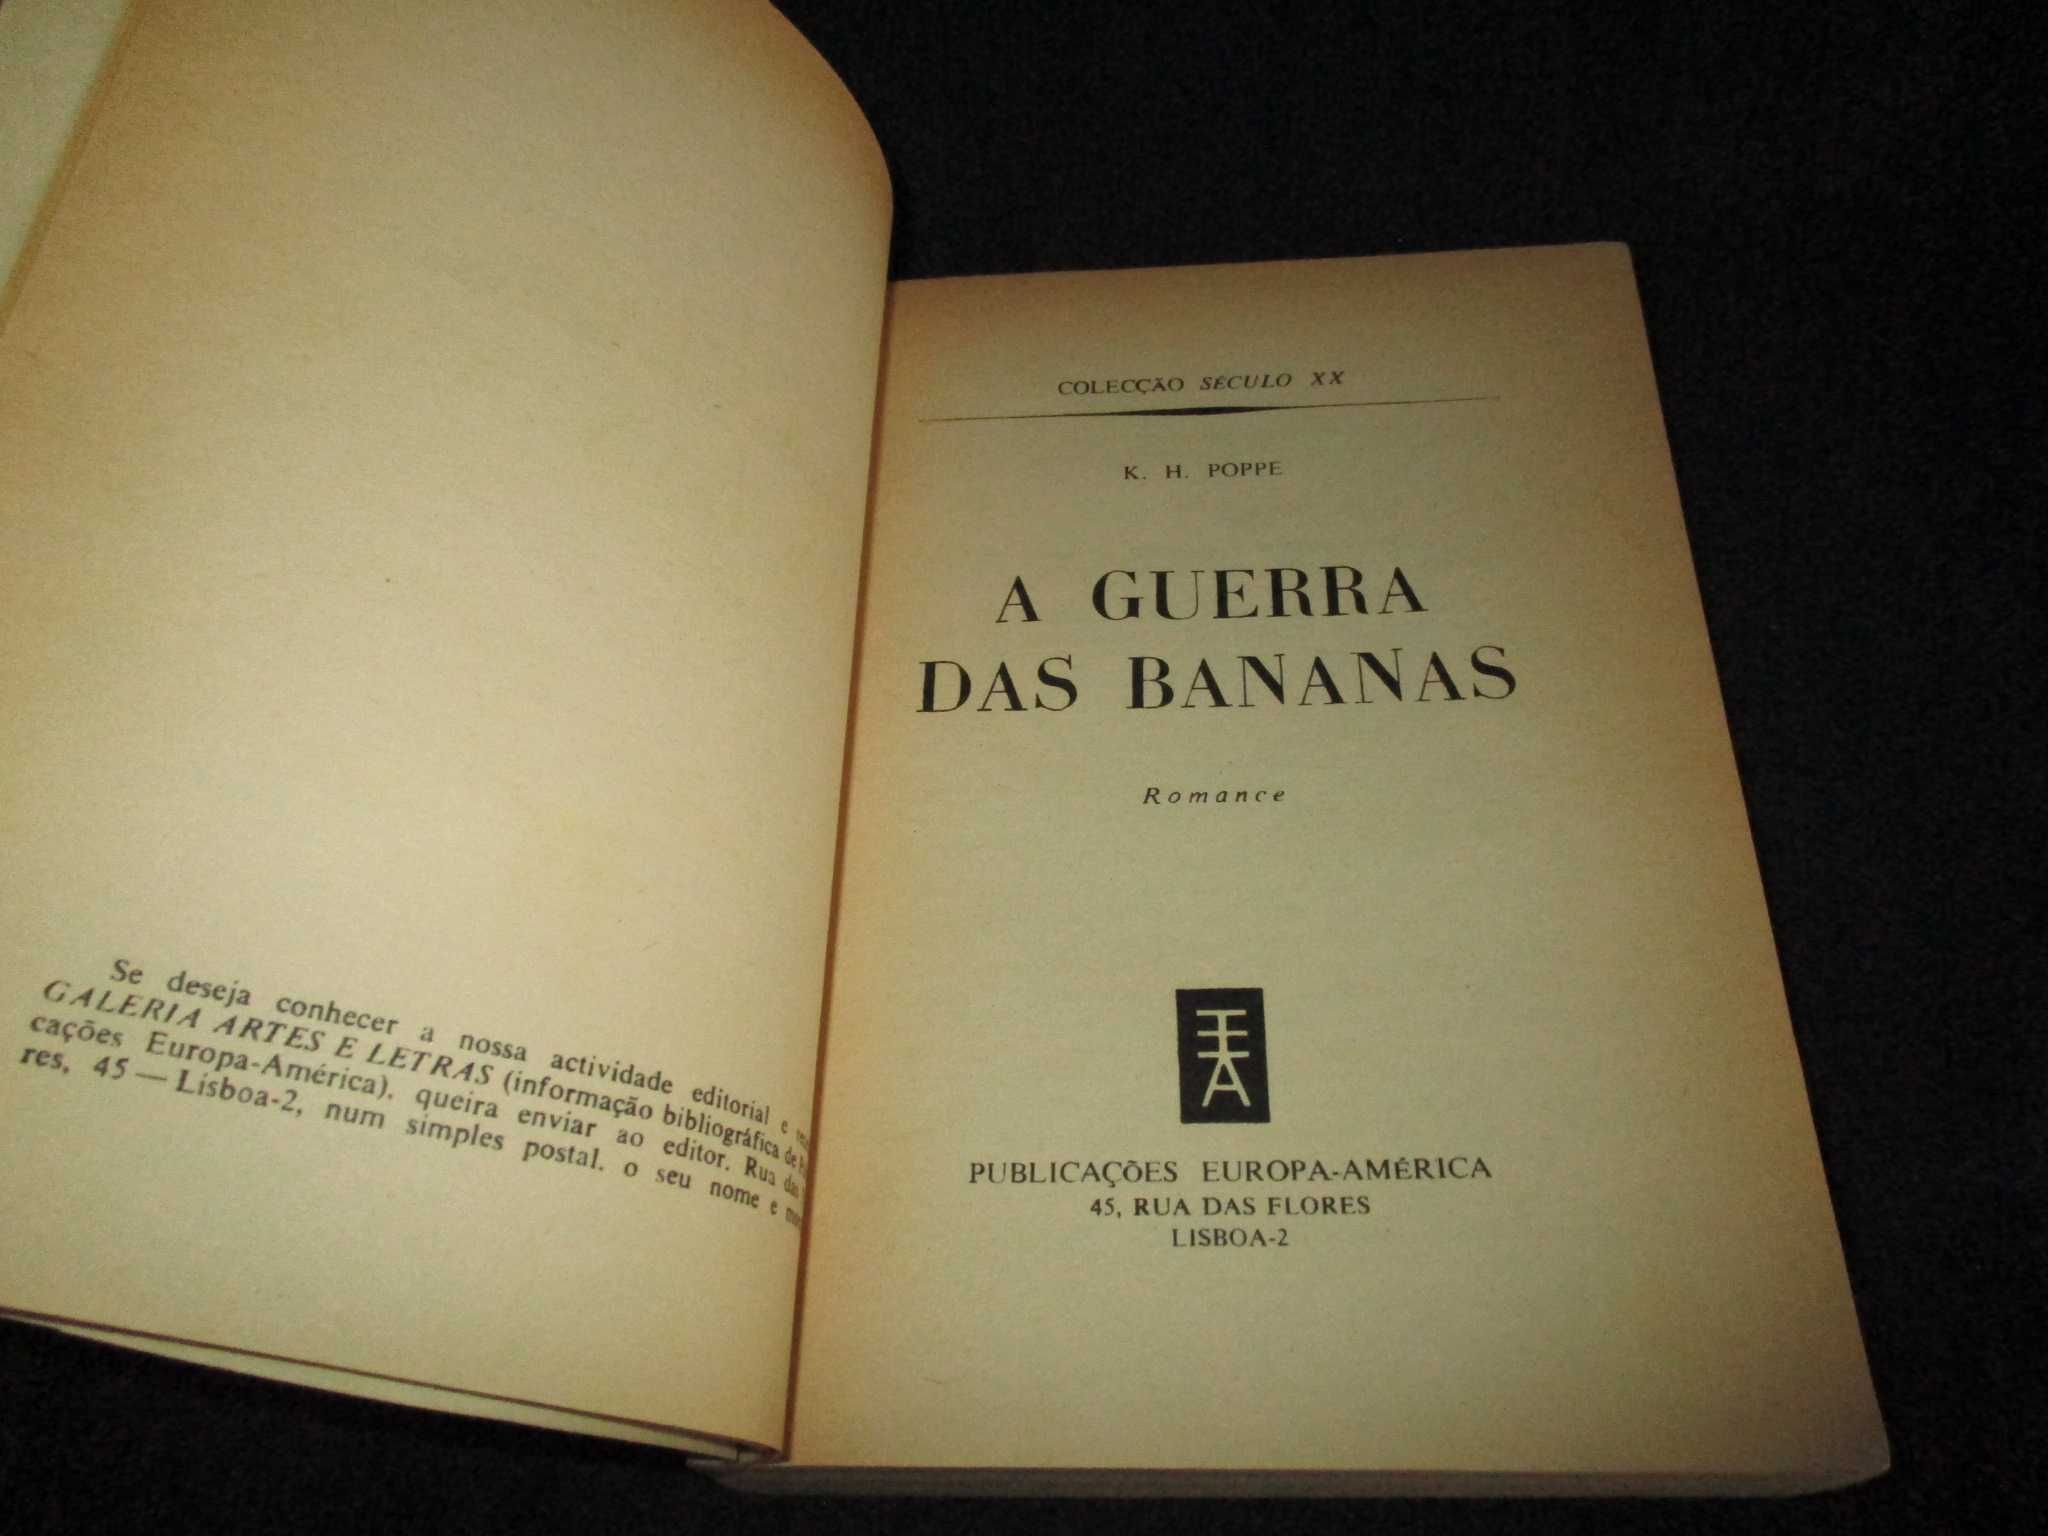 Se deseja conhecer a nossa actividade editorial e
GALERIA ARTES E LETRAS (informação bibliográfica de
cações Europa-América), queira enviar ao editor, Rua das
res, 45 — Lisboa-2, num simples postal, o seu nome e
COLECÇÃO SÉCULO XX
K. H. POPPE
A GUERRA
DAS BANANAS
Romance
EA
PUBLICAÇÕES EUROPA-AMÉRICA
45, RUA DAS FLORES
LISBOA-2